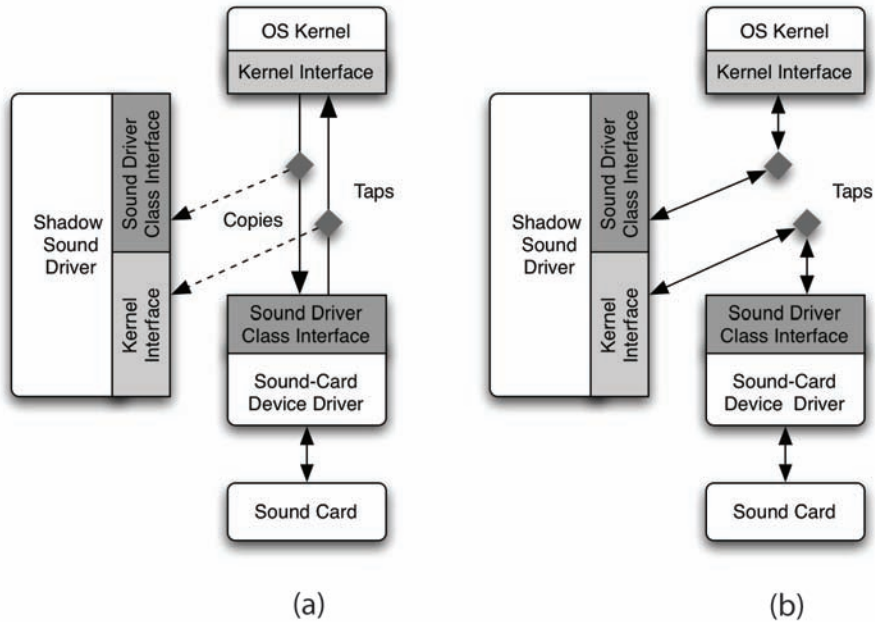 OS Kernel
Kernel Interface
Shadow
Sound
Driver
Sound Driver
Class Interface
Kernel
Interface
Copies
Taps
Sound Driver
Class Interface
Sound-Card
Device Driver
Sound Card
(a)
OS Kernel
Kernel Interface
Shadow
Sound
Driver
Sound Driver
Class Interface
Kernel
Interface
Taps
Sound Driver
Class Interface
Sound-Card
Device Driver
Sound Card
(b)